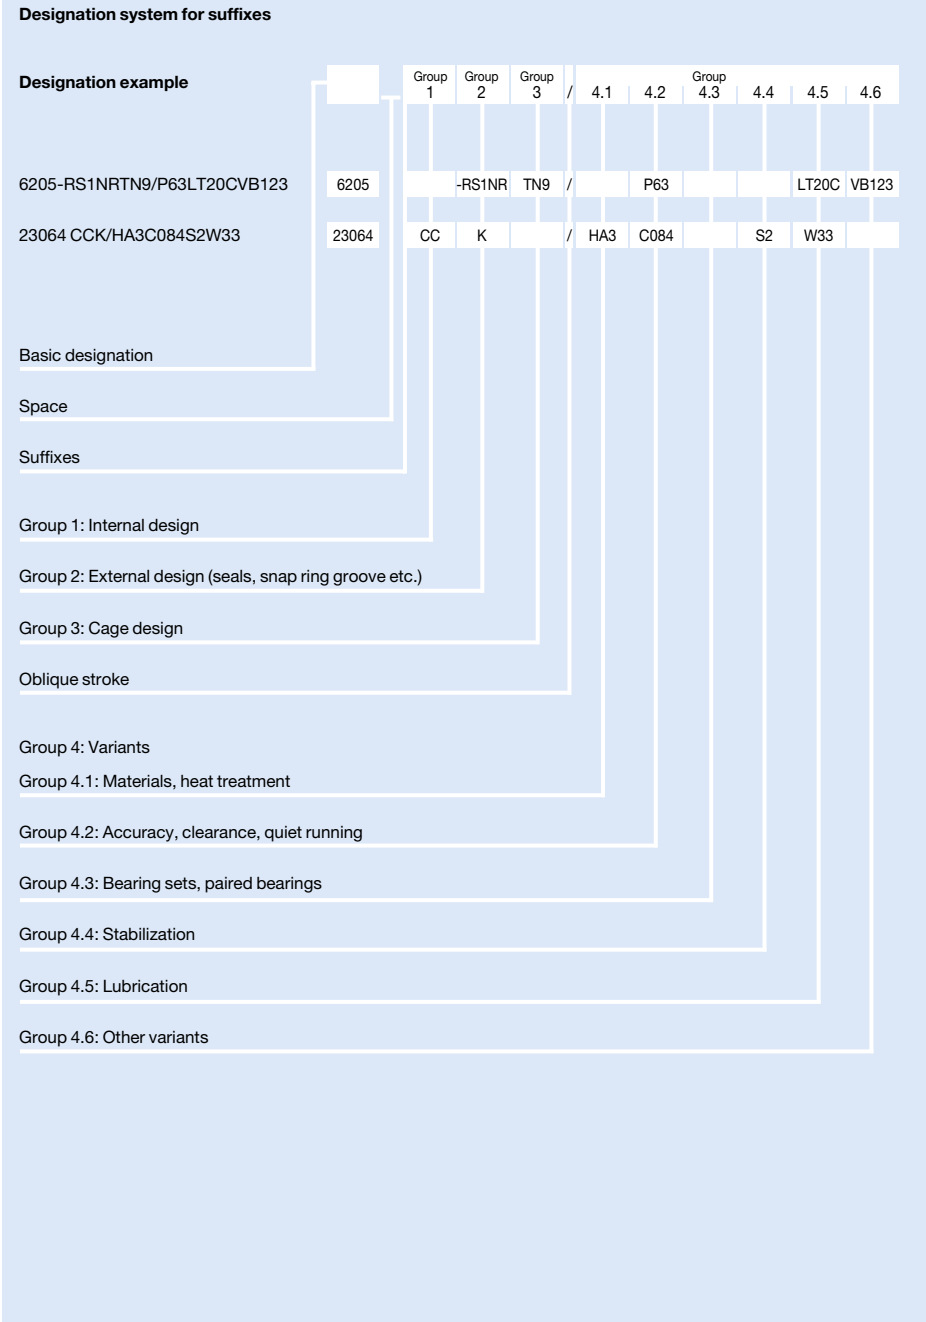 Designation system for suffixes
Designation example
Group Group Group Group
1 2 3 / 4.1 4.2 4.3 4.4 4.5 4.6
6205-RS1NRTN9/P63LT20CVB123 6205 -RS1NR TN9 / P63 LT20C VB123
23064 CCK/HA3C084S2W33 23064 CC K / HA3 C084 S2 W33
Basic designation
Space
Suffixes
Group 1: Internal design
Group 2: External design (seals, snap ring groove etc.)
Group 3: Cage design
Oblique stroke
Group 4: Variants
Group 4.1: Materials, heat treatment
Group 4.2: Accuracy, clearance, quiet running
Group 4.3: Bearing sets, paired bearings
Group 4.4: Stabilization
Group 4.5: Lubrication
Group 4.6: Other variants